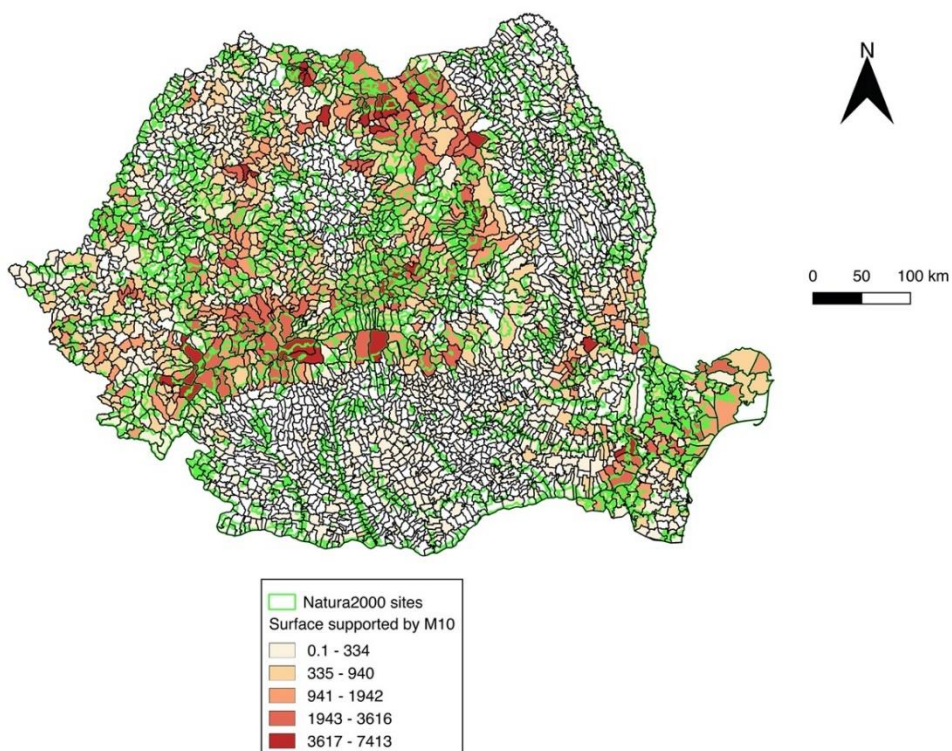 N
0 50 100 km
Natura2000 sites
Surface supported by M10
0.1 - 334
335 - 940
941 - 1942
1943 - 3616
3617 - 7413